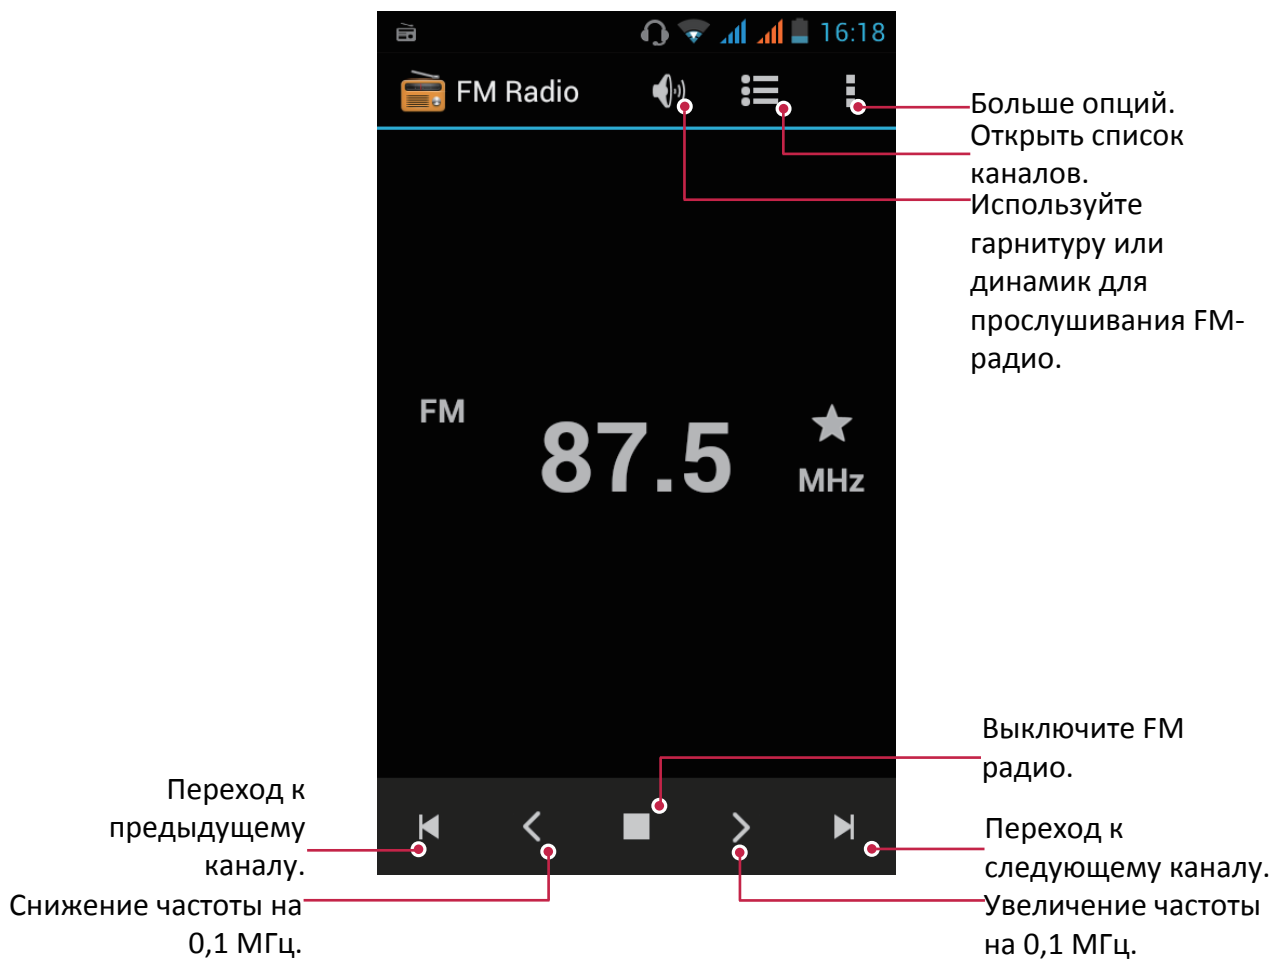 16:18
FM Radio
Больше опций.
Открыть список
каналов.
Используйте
гарнитуру или
динамик для
прослушивания FM-
радио.
FM
87.5
MHz
Выключите FM
радио.
Переход к
предыдущему
каналу.
Снижение частоты на
0,1 МГц.
Переход к
следующему каналу.
Увеличение частоты
на 0,1 МГц.